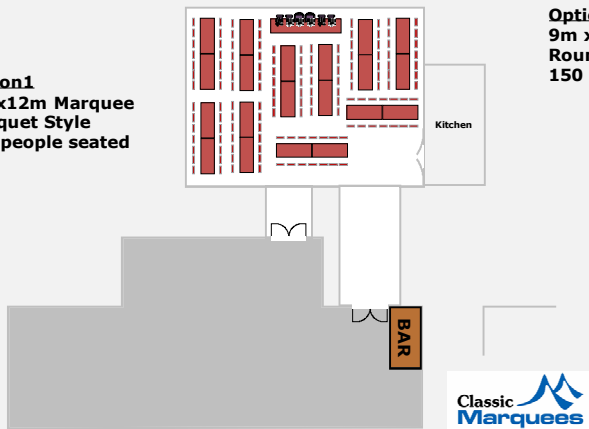 on1
x12m Marquee
quet Style
people seated
Optio
9m x
Roun
150
Kitchen
BAR
Classic
Marquees